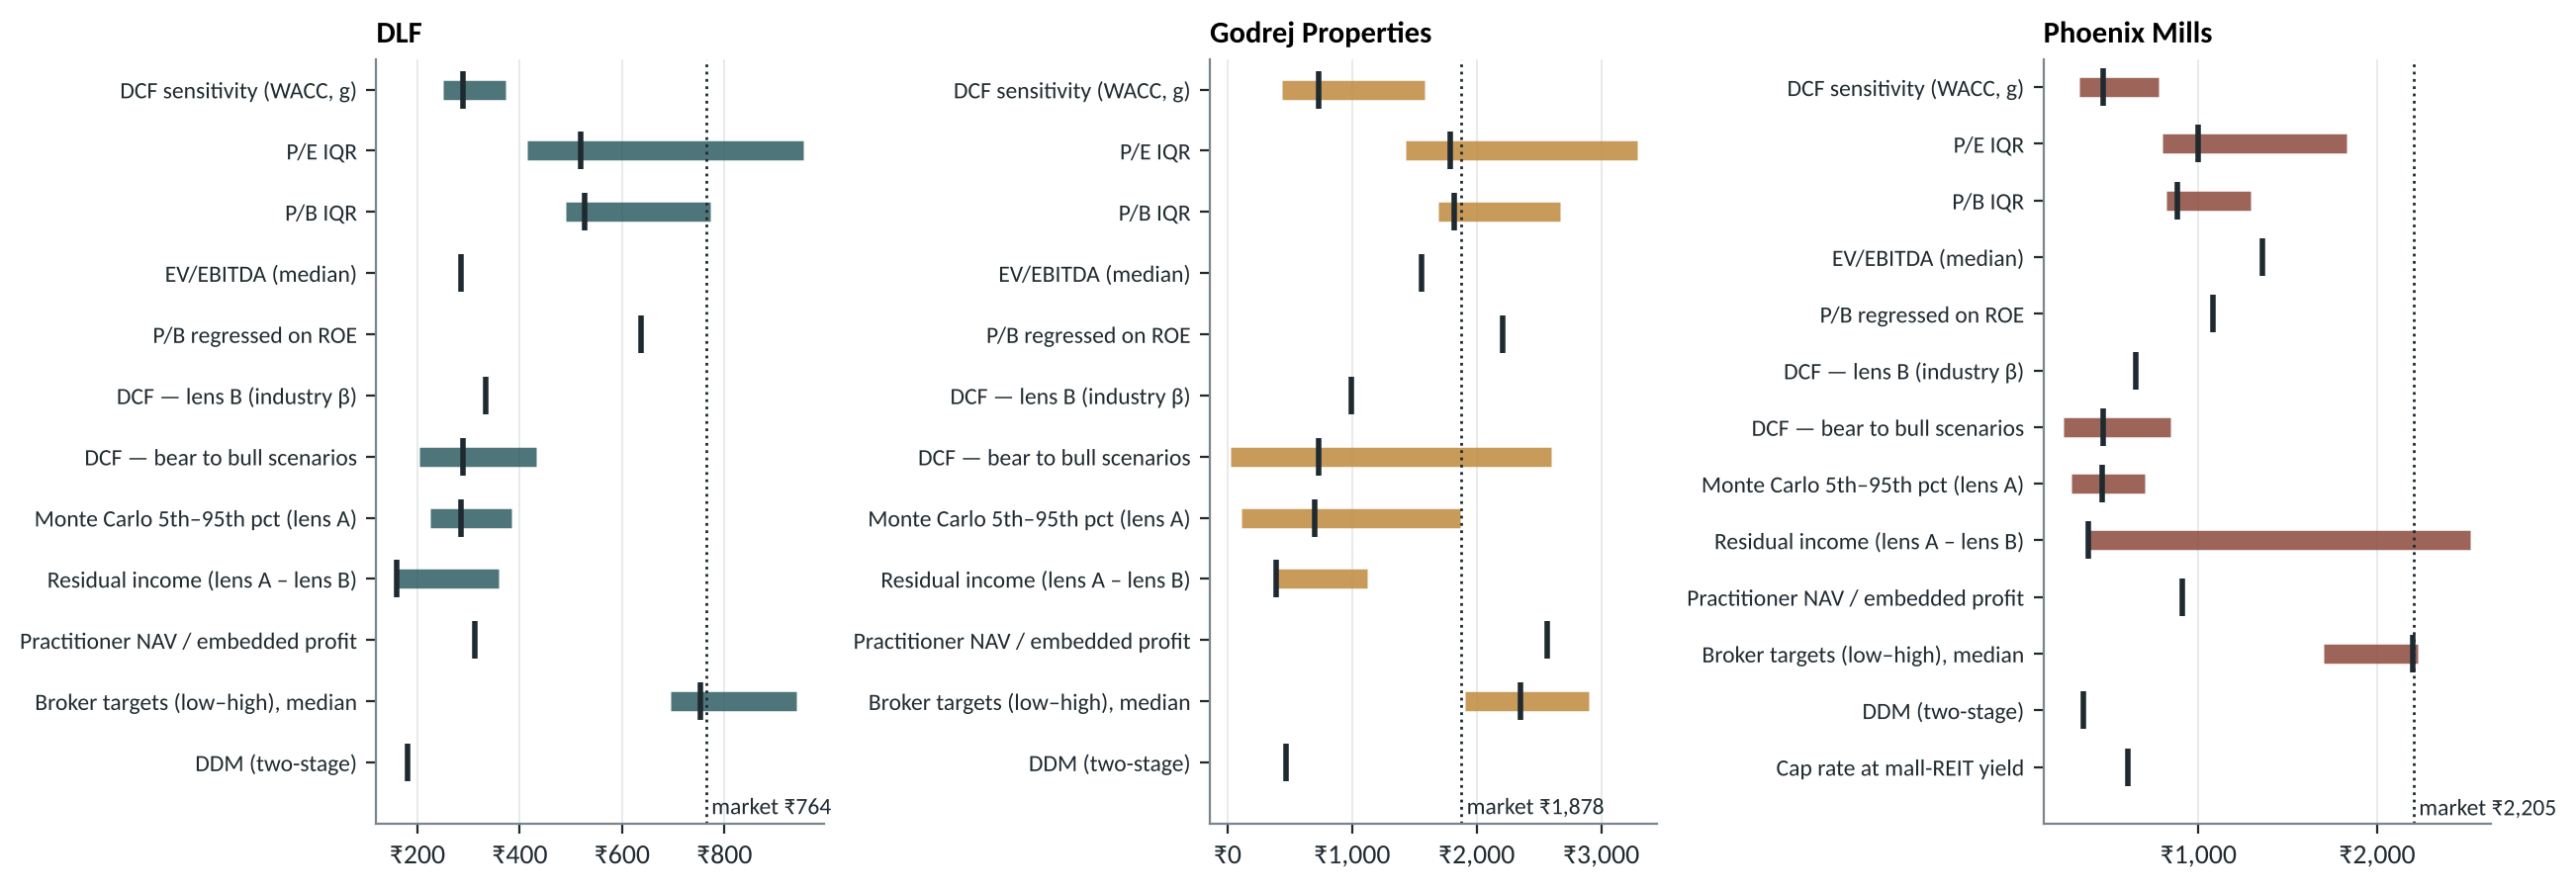 DLF
DCF sensitivity (WACC, g)
P/E IQR
P/B IQR
EV/EBITDA (median)
P/B regressed on ROE
DCF — lens B (industry β)
DCF — bear to bull scenarios
Monte Carlo 5th–95th pct (lens A)
Residual income (lens A – lens B)
Practitioner NAV / embedded profit
Broker targets (low–high), median
DDM (two-stage)
market ₹764
₹200 ₹400 ₹600 ₹800
Godrej Properties
DCF sensitivity (WACC, g)
P/E IQR
P/B IQR
EV/EBITDA (median)
P/B regressed on ROE
DCF — lens B (industry β)
DCF — bear to bull scenarios
Monte Carlo 5th–95th pct (lens A)
Residual income (lens A – lens B)
Practitioner NAV / embedded profit
Broker targets (low–high), median
DDM (two-stage)
market ₹1,878
₹0 ₹1,000 ₹2,000 ₹3,000
Phoenix Mills
DCF sensitivity (WACC, g)
P/E IQR
P/B IQR
EV/EBITDA (median)
P/B regressed on ROE
DCF — lens B (industry β)
DCF — bear to bull scenarios
Monte Carlo 5th–95th pct (lens A)
Residual income (lens A – lens B)
Practitioner NAV / embedded profit
Broker targets (low–high), median
DDM (two-stage)
Cap rate at mall-REIT yield
market ₹2,205
₹1,000 ₹2,000